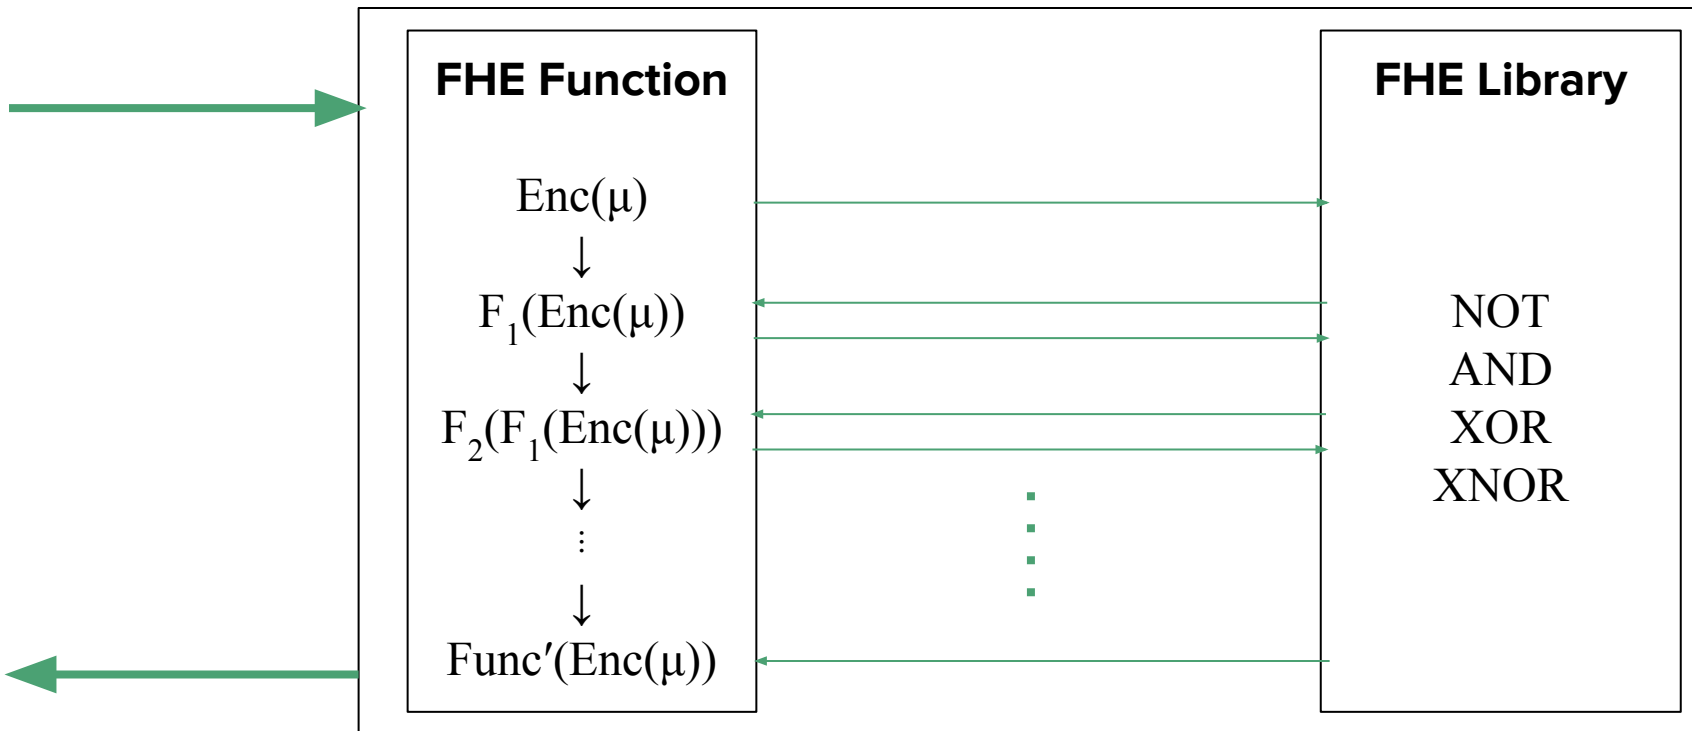 FHE Function
Enc(μ)
↓
F₁(Enc(μ))
↓
F₂(F₁(Enc(μ)))
↓
⋮
↓
Func′(Enc(μ))
FHE Library
NOT
AND
XOR
XNOR